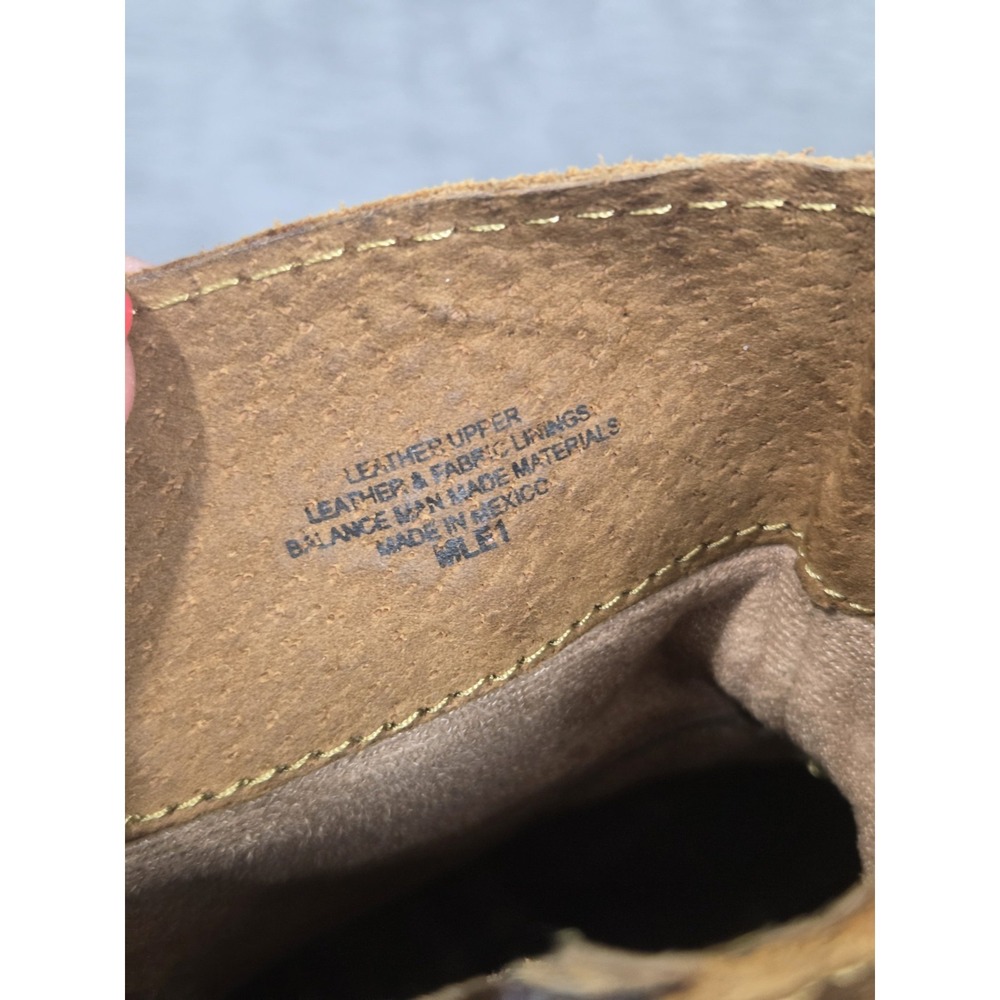 LEATHER UPPER
LEATHER & FABRIC LININGS
BALANCE MAN MADE MATERIALS
MADE IN MEXICO
MLE1